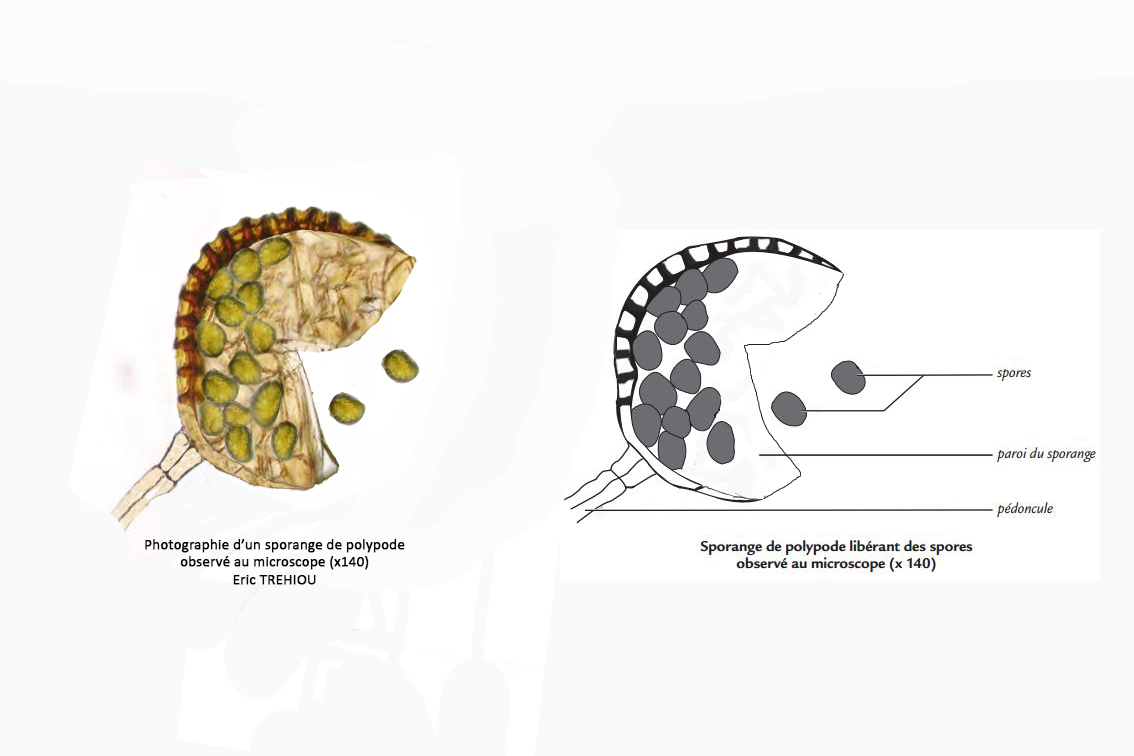 Photographie d'un sporange de polypode
observé au microscope (x140)
Eric TREHIOU
spores
paroi du sporange
pédoncule
Sporange de polypode libérant des spores
observé au microscope (x 140)